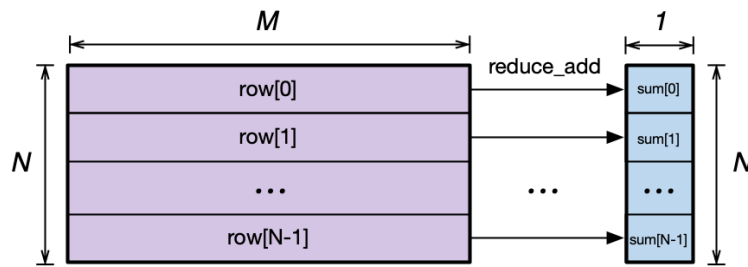 M
1
reduce_add
row[0]
sum[0]
row[1]
sum[1]
N
...
...
...
N
row[N-1]
sum[N-1]